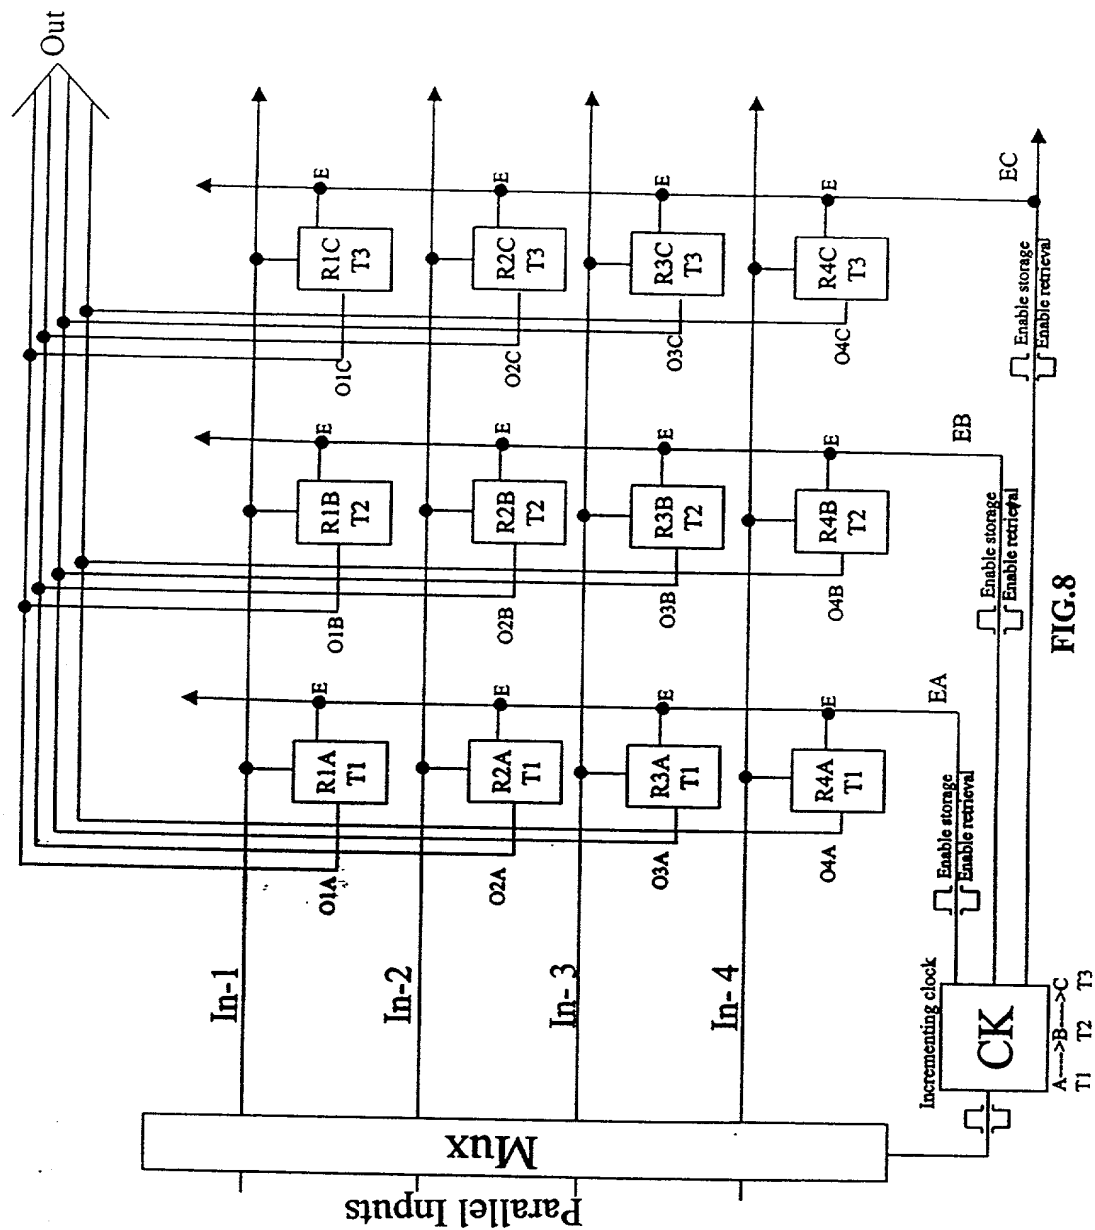 Out
In-1
R1A
T1
E
O1A
R1B
T2
E
O1B
R1C
T3
E
O1C
In-2
R2A
T1
E
O2A
R2B
T2
E
O2B
R2C
T3
E
O2C
In- 3
R3A
T1
E
O3A
R3B
T2
E
O3B
R3C
T3
E
O3C
In- 4
R4A
T1
E
O4A
R4B
T2
E
O4B
R4C
T3
E
O4C
Parallel Inputs
Mux
Incrementing clock
CK
A---->B---->C
T1 T2 T3
Enable storage
Enable retrieval
EA
Enable storage
Enable retrieval
EB
Enable storage
Enable retrieval
EC
FIG.8